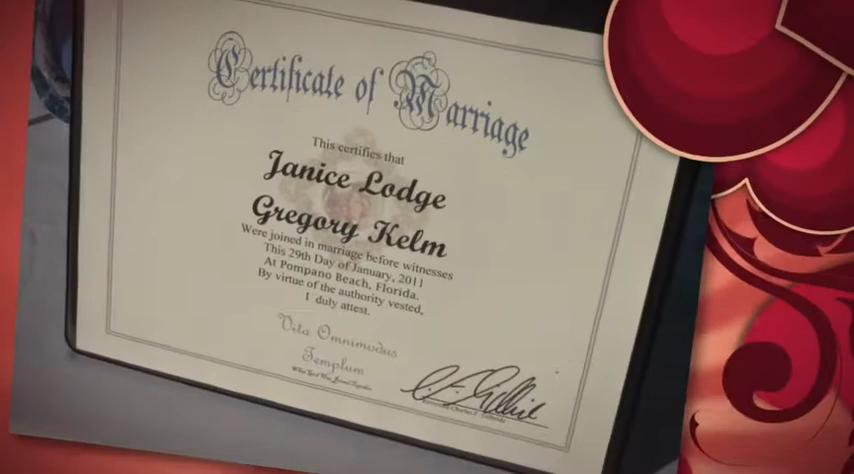 Certificate of Marriage
This certifies that
Janice Lodge
Gregory Kelm
Were joined in marriage before witnesses
This 29th Day of January, 2011
At Pompano Beach, Florida.
By virtue of the authority vested,
I duly attest.
Vita Omnimodus
Templum